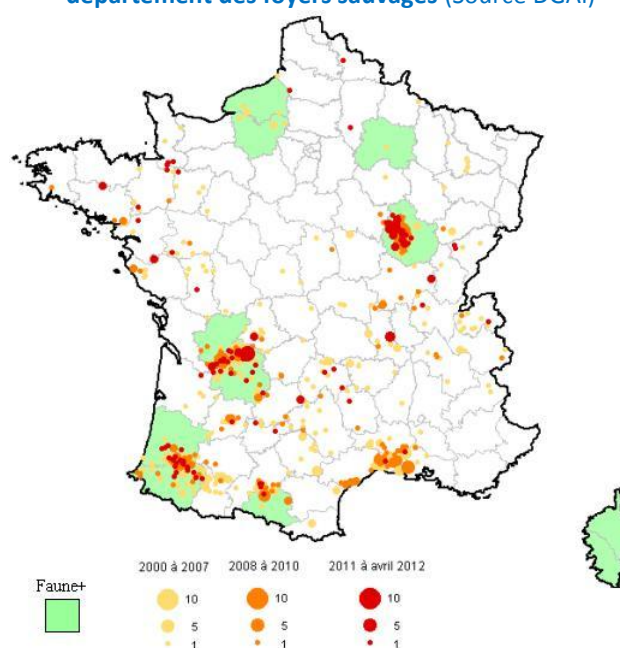 département des foyers sauvages (Source DGAl)
2000 à 2007 2008 à 2010 2011 à avril 2012
Faune+
10 10 10
5 5 5
1 1 1